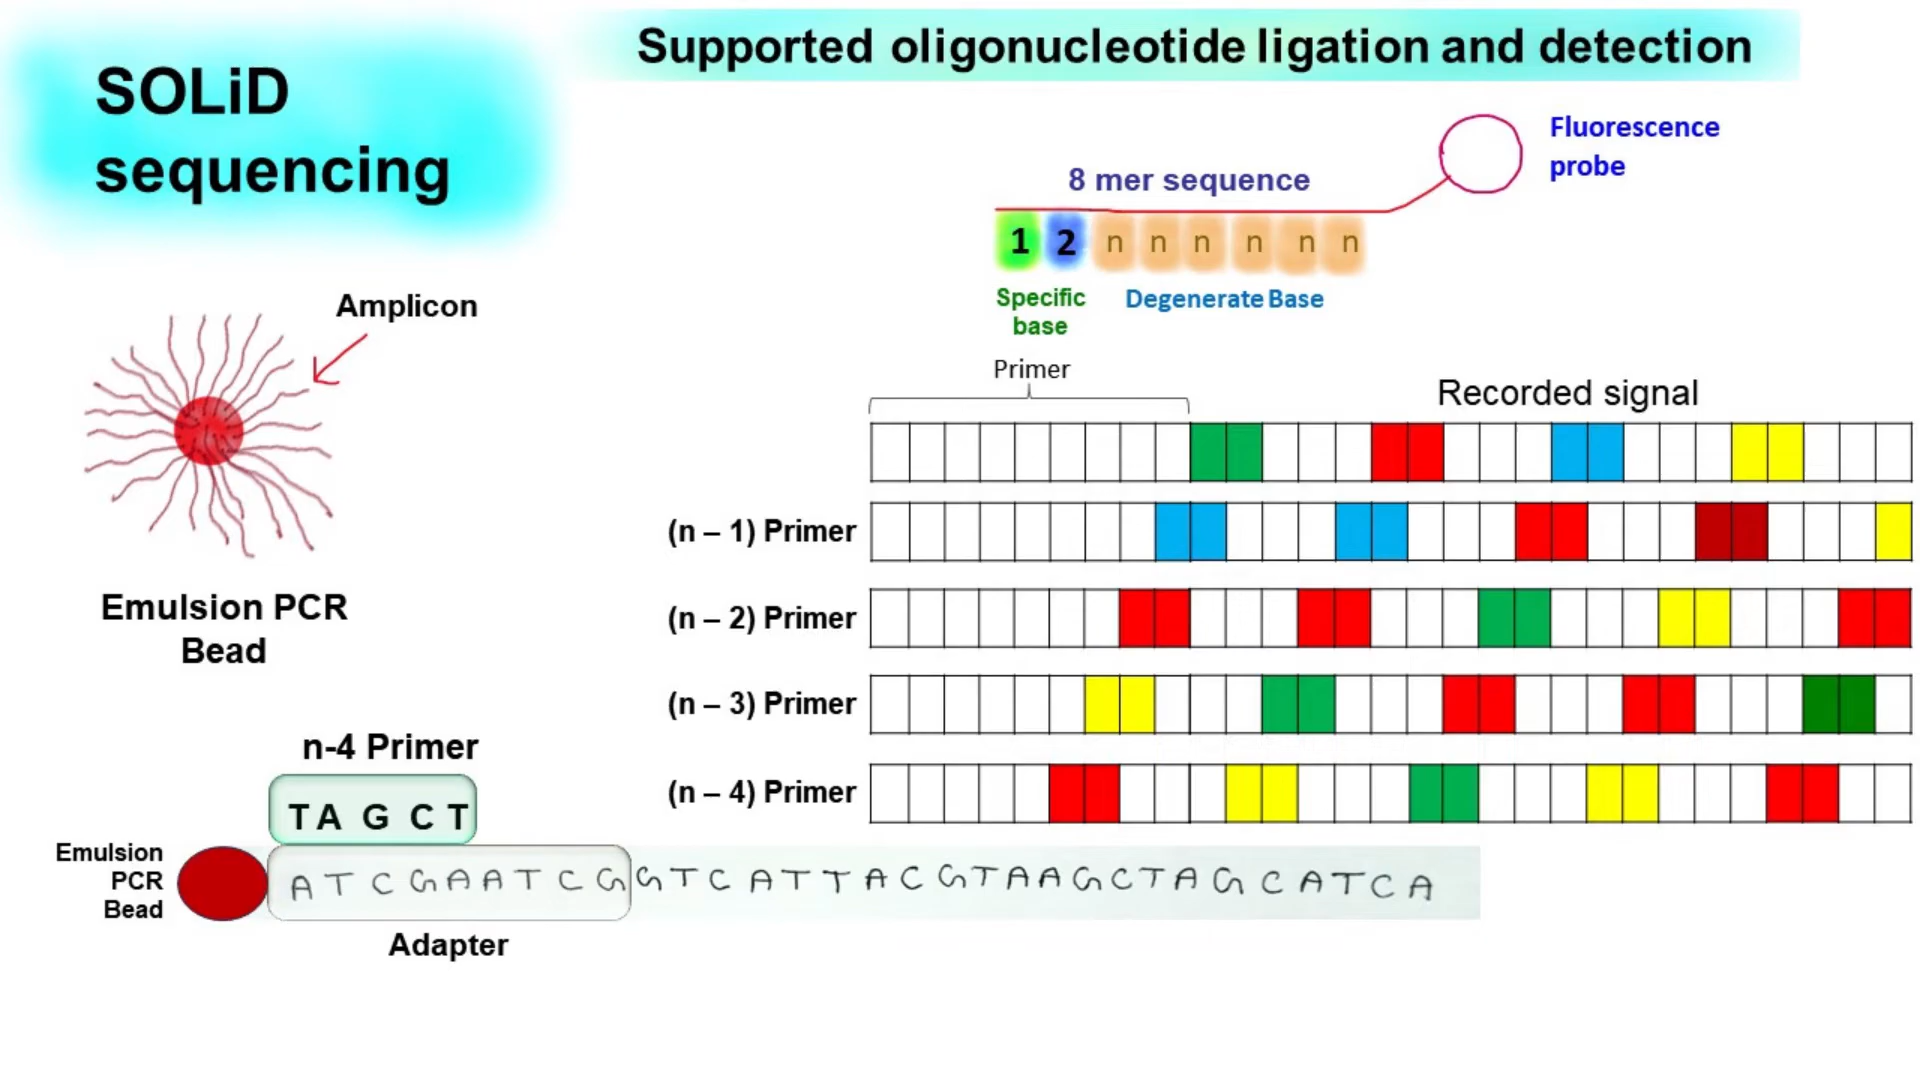 Supported oligonucleotide ligation and detection
SOLiD
sequencing
Fluorescence
probe
8 mer sequence
1 2 n n n n n n
Specific
base
Degenerate Base
Amplicon
Primer
Recorded signal
(n – 1) Primer
Emulsion PCR
Bead
(n – 2) Primer
(n – 3) Primer
n-4 Primer
(n – 4) Primer
T A G C T
Emulsion
PCR
Bead
A T C G A A T C G G T C A T T A C G T A A G C T A G C A T C A
Adapter